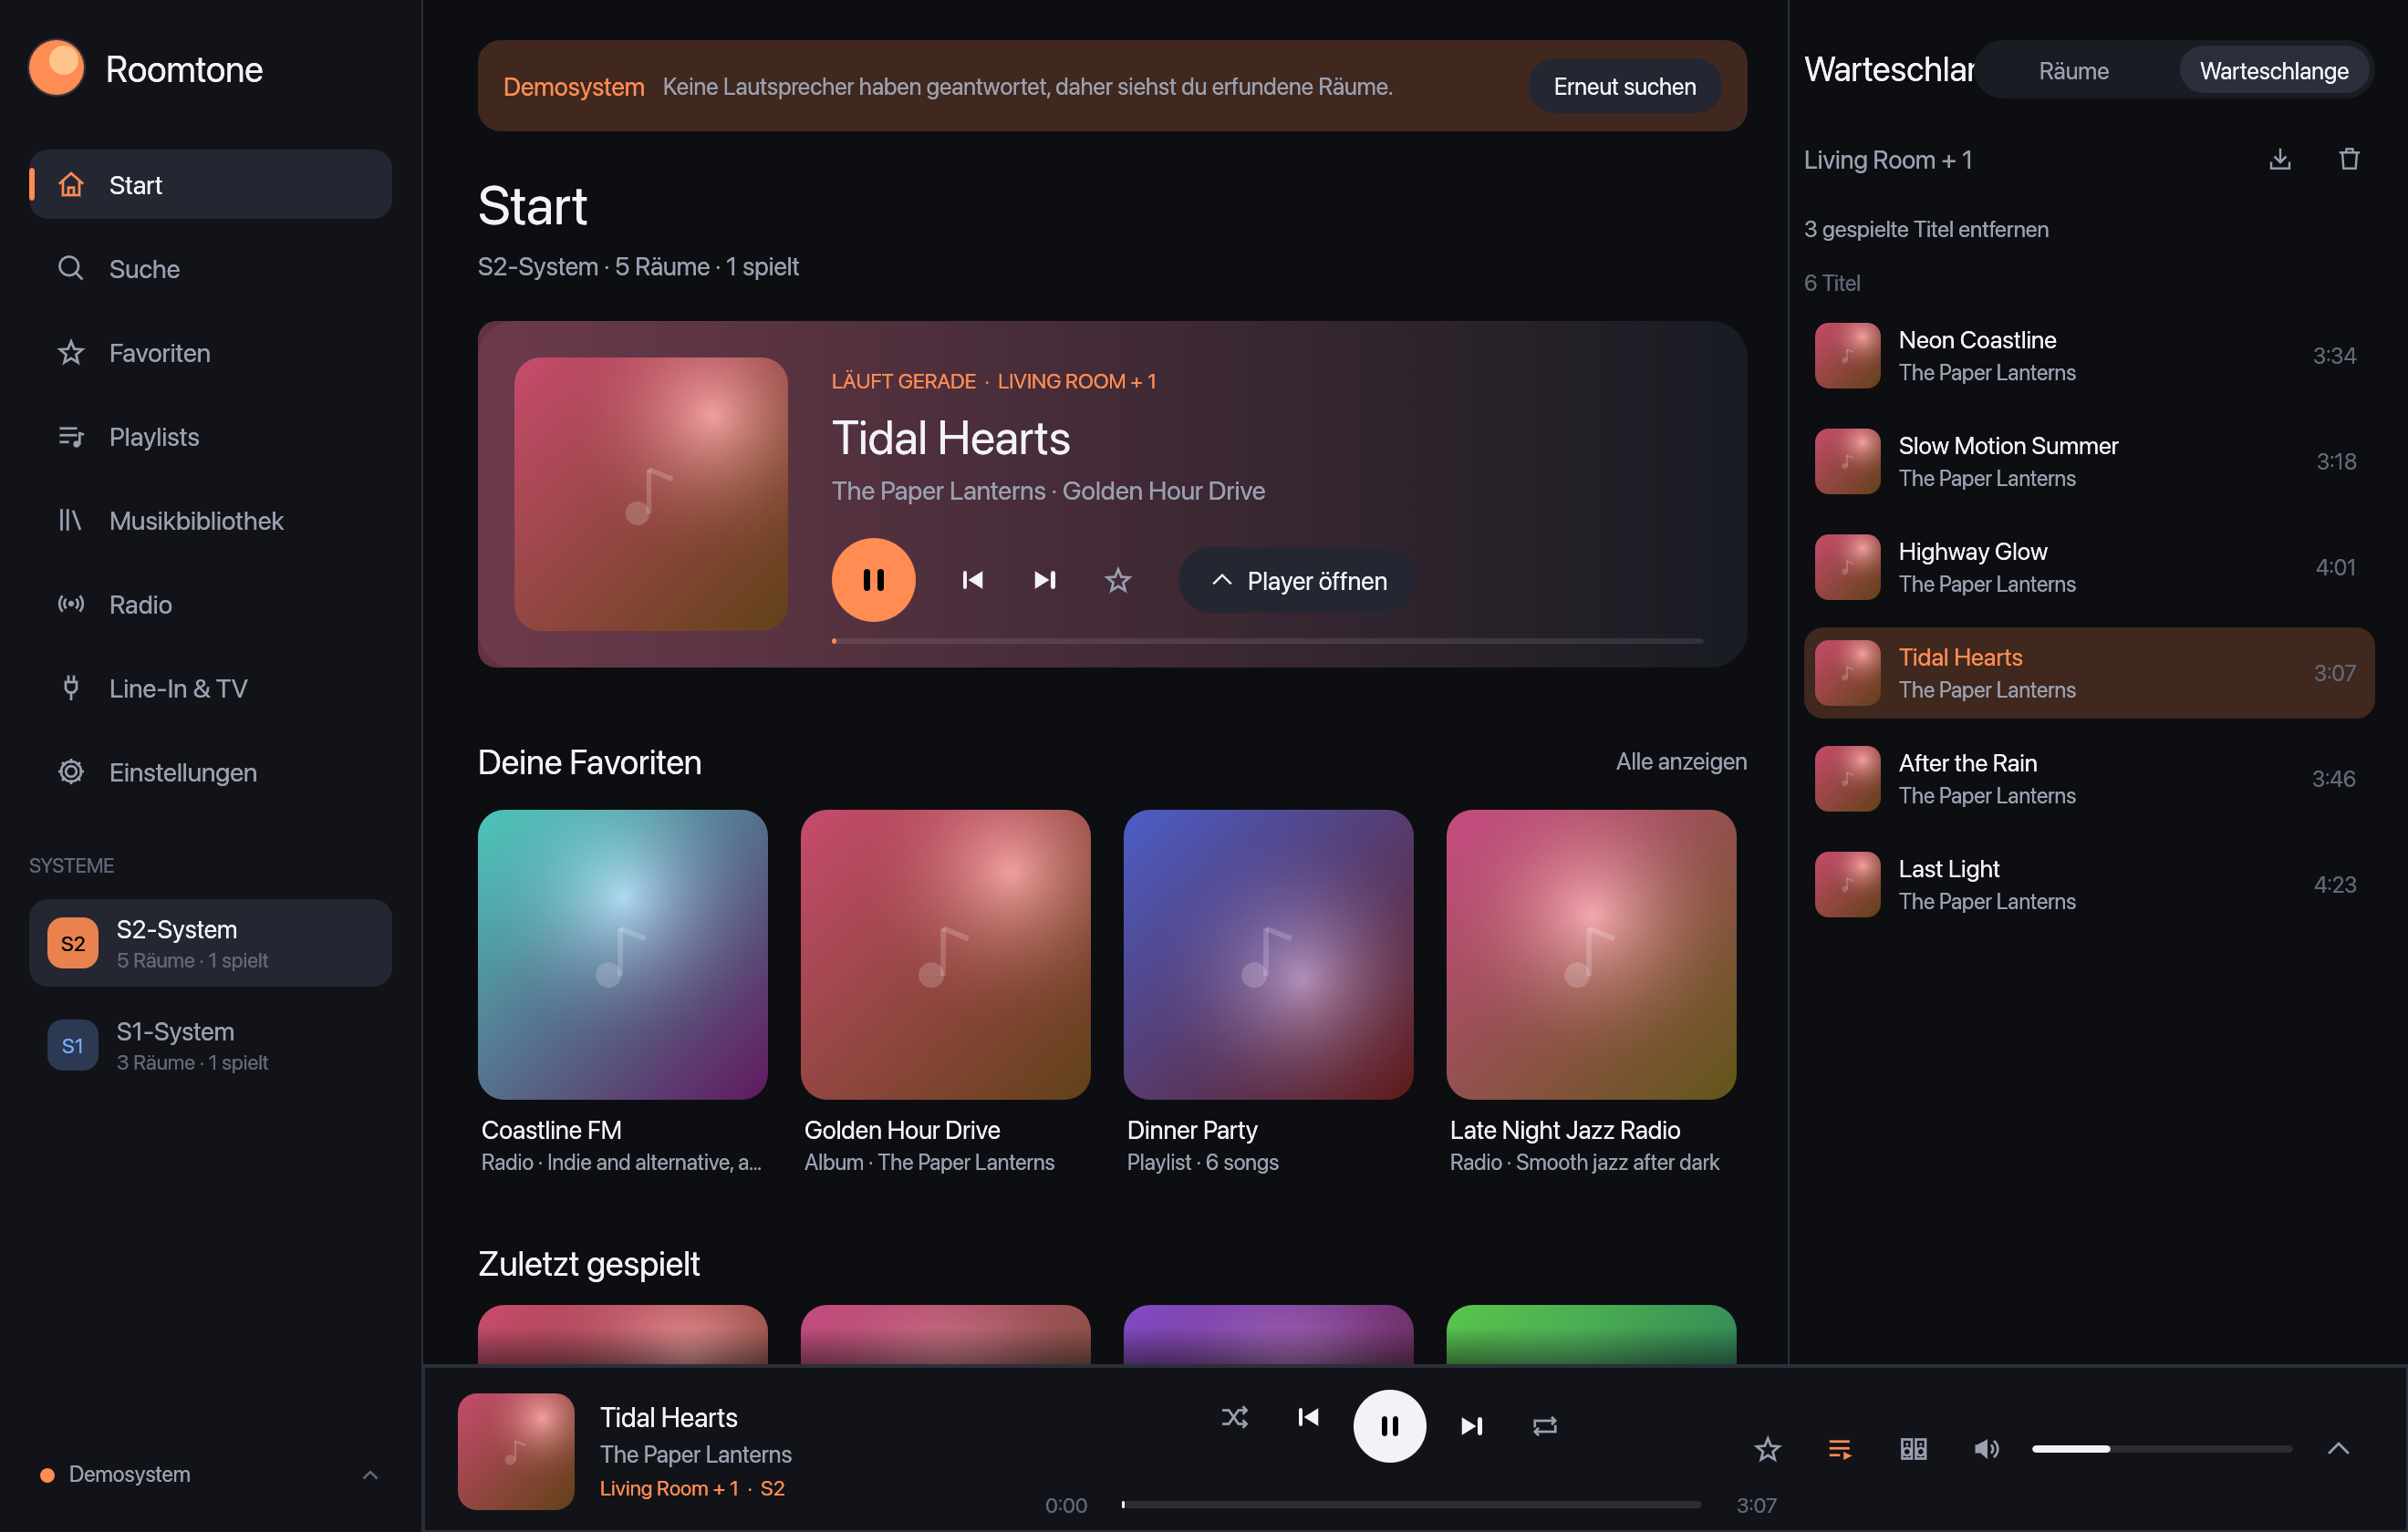 Roomtone
Start
Suche
Favoriten
Playlists
Musikbibliothek
Radio
Line-In & TV
Einstellungen
SYSTEME
S2
S2-System
5 Räume · 1 spielt
S1
S1-System
3 Räume · 1 spielt
Demosystem
Demosystem Keine Lautsprecher haben geantwortet, daher siehst du erfundene Räume.
Erneut suchen
Start
S2-System · 5 Räume · 1 spielt
LÄUFT GERADE · LIVING ROOM + 1
Tidal Hearts
The Paper Lanterns · Golden Hour Drive
Player öffnen
Deine Favoriten
Alle anzeigen
Coastline FM
Radio · Indie and alternative, a...
Golden Hour Drive
Album · The Paper Lanterns
Dinner Party
Playlist · 6 songs
Late Night Jazz Radio
Radio · Smooth jazz after dark
Zuletzt gespielt
Warteschlan
Räume
Warteschlange
Living Room + 1
3 gespielte Titel entfernen
6 Titel
Neon Coastline
The Paper Lanterns
3:34
Slow Motion Summer
The Paper Lanterns
3:18
Highway Glow
The Paper Lanterns
4:01
Tidal Hearts
The Paper Lanterns
3:07
After the Rain
The Paper Lanterns
3:46
Last Light
The Paper Lanterns
4:23
Tidal Hearts
The Paper Lanterns
Living Room + 1 · S2
0:00
3:07